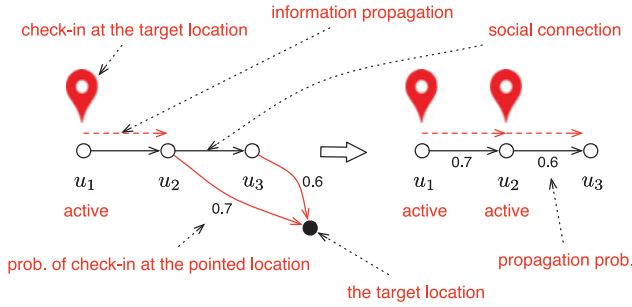 information propagation
check-in at the target location
social connection
0.7
0.6
u1
u2
u3
0.6
u1
u2
u3
active
0.7
active
active
prob. of check-in at the pointed location
propagation prob.
the target location